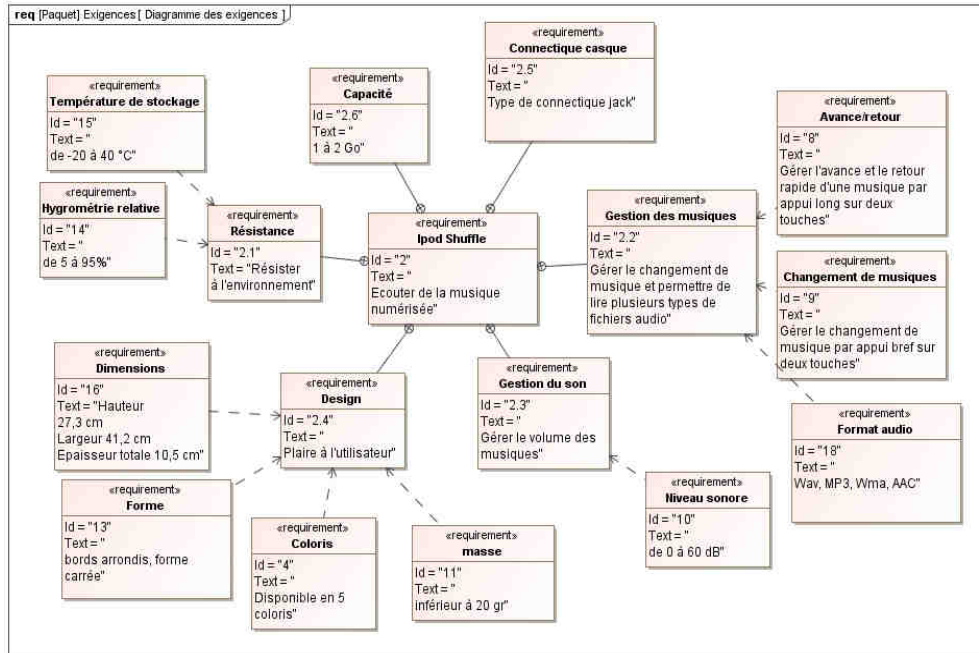 req [Paquet] Exigences [ Diagramme des exigences ]
«requirement»
Connectique casque
Id = "2.5"
Text = "
Type de connectique jack"
«requirement»
Capacité
Id = "2.6"
Text = "
1 à 2 Go"
«requirement»
Température de stockage
Id = "15"
Text = "
de -20 à 40 °C"
«requirement»
Avance/retour
Id = "8"
Text = "
Gérer l'avance et le retour
rapide d'une musique par
appui long sur deux
touches"
«requirement»
Hygrométrie relative
Id = "14"
Text = "
de 5 à 95%"
«requirement»
Résistance
Id = "2.1"
Text = "Résister
à l'environnement"
«requirement»
Ipod Shuffle
Id = "2"
Text = "
Ecouter de la musique
numérisée"
«requirement»
Gestion des musiques
Id = "2.2"
Text = "
Gérer le changement de
musique et permettre de
lire plusieurs types de
fichiers audio"
«requirement»
Changement de musiques
Id = "9"
Text = "
Gérer le changement de
musique par appui bref sur
deux touches"
«requirement»
Dimensions
Id = "16"
Text = "Hauteur
27,3 cm
Largeur 41,2 cm
Epaisseur totale 10,5 cm"
«requirement»
Design
Id = "2.4"
Text = "
Plaire à l'utilisateur"
«requirement»
Gestion du son
Id = "2.3"
Text = "
Gérer le volume des
musiques"
«requirement»
Format audio
Id = "18"
Text = "
Wav, MP3, Wma, AAC"
«requirement»
Forme
Id = "13"
Text = "
bords arrondis, forme
carrée"
«requirement»
Coloris
Id = "4"
Text = "
Disponible en 5
coloris"
«requirement»
masse
Id = "11"
Text = "
inférieur à 20 gr"
«requirement»
Niveau sonore
Id = "10"
Text = "
de 0 à 60 dB"